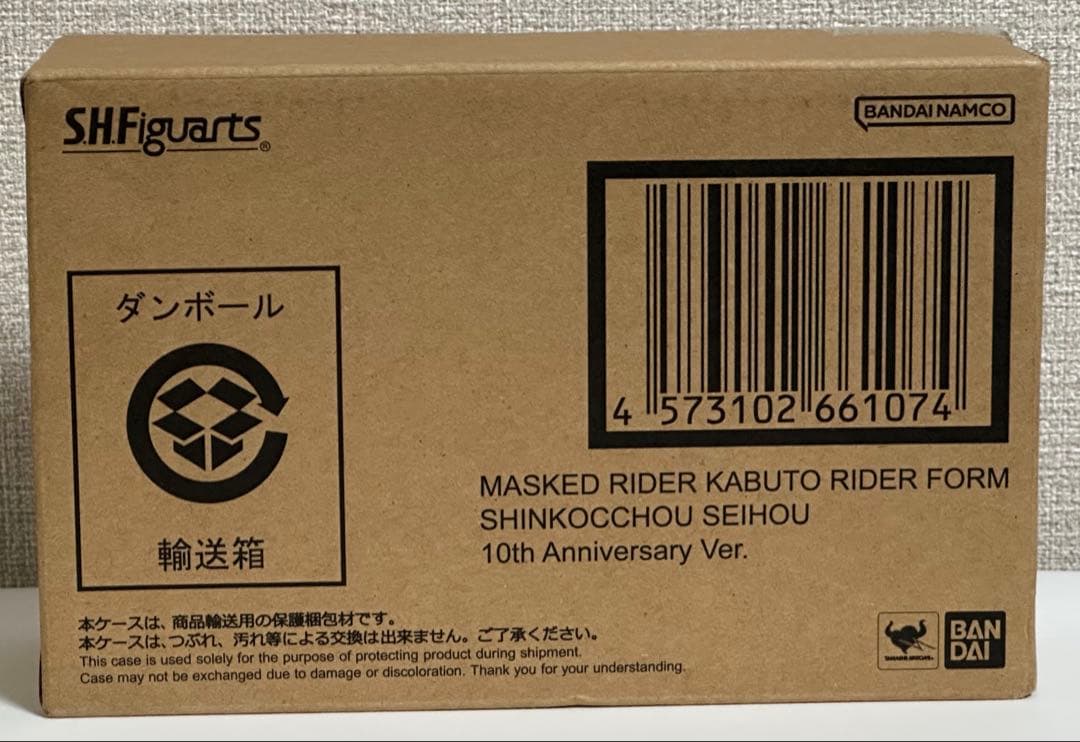 S.H.Figuarts®
BANDAI NAMCO
4 573102 661074
ダンボール
輸送箱
MASKED RIDER KABUTO RIDER FORM
SHINKOCCHOU SEIHOU
10th Anniversary Ver.
本ケースは、商品輸送用の保護梱包材です。
本ケースは、つぶれ、汚れ等による交換は出来ません。ご了承ください。
This case is used solely for the purpose of protecting product during shipment.
Case may not be exchanged due to damage or discoloration. Thank you for your understanding.
BAN
DAI